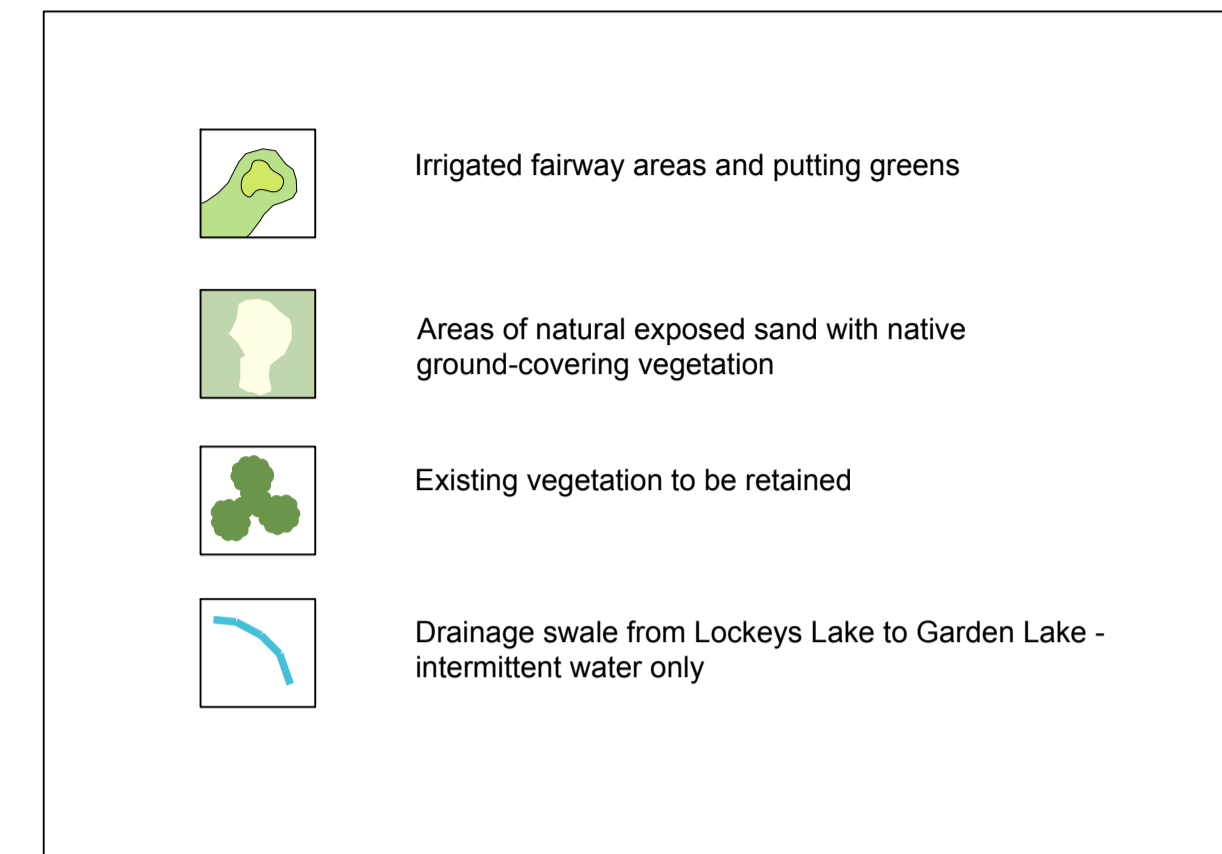 Irrigated fairway areas and putting greens
Areas of natural exposed sand with native
ground-covering vegetation
Existing vegetation to be retained
Drainage swale from Lockeys Lake to Garden Lake -
intermittent water only